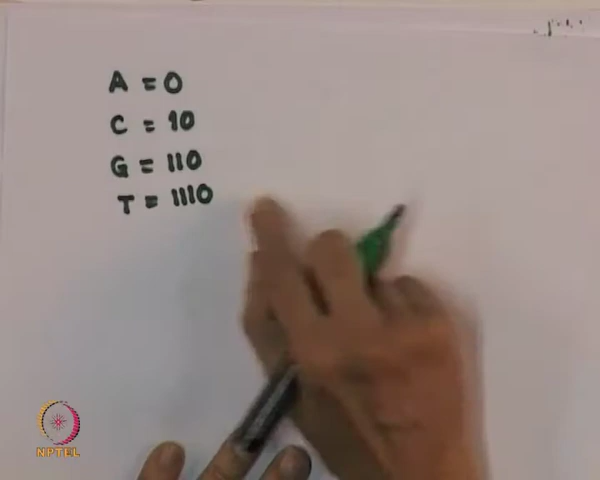 A = 0
C = 10
G = 110
T = 1110
NPTEL